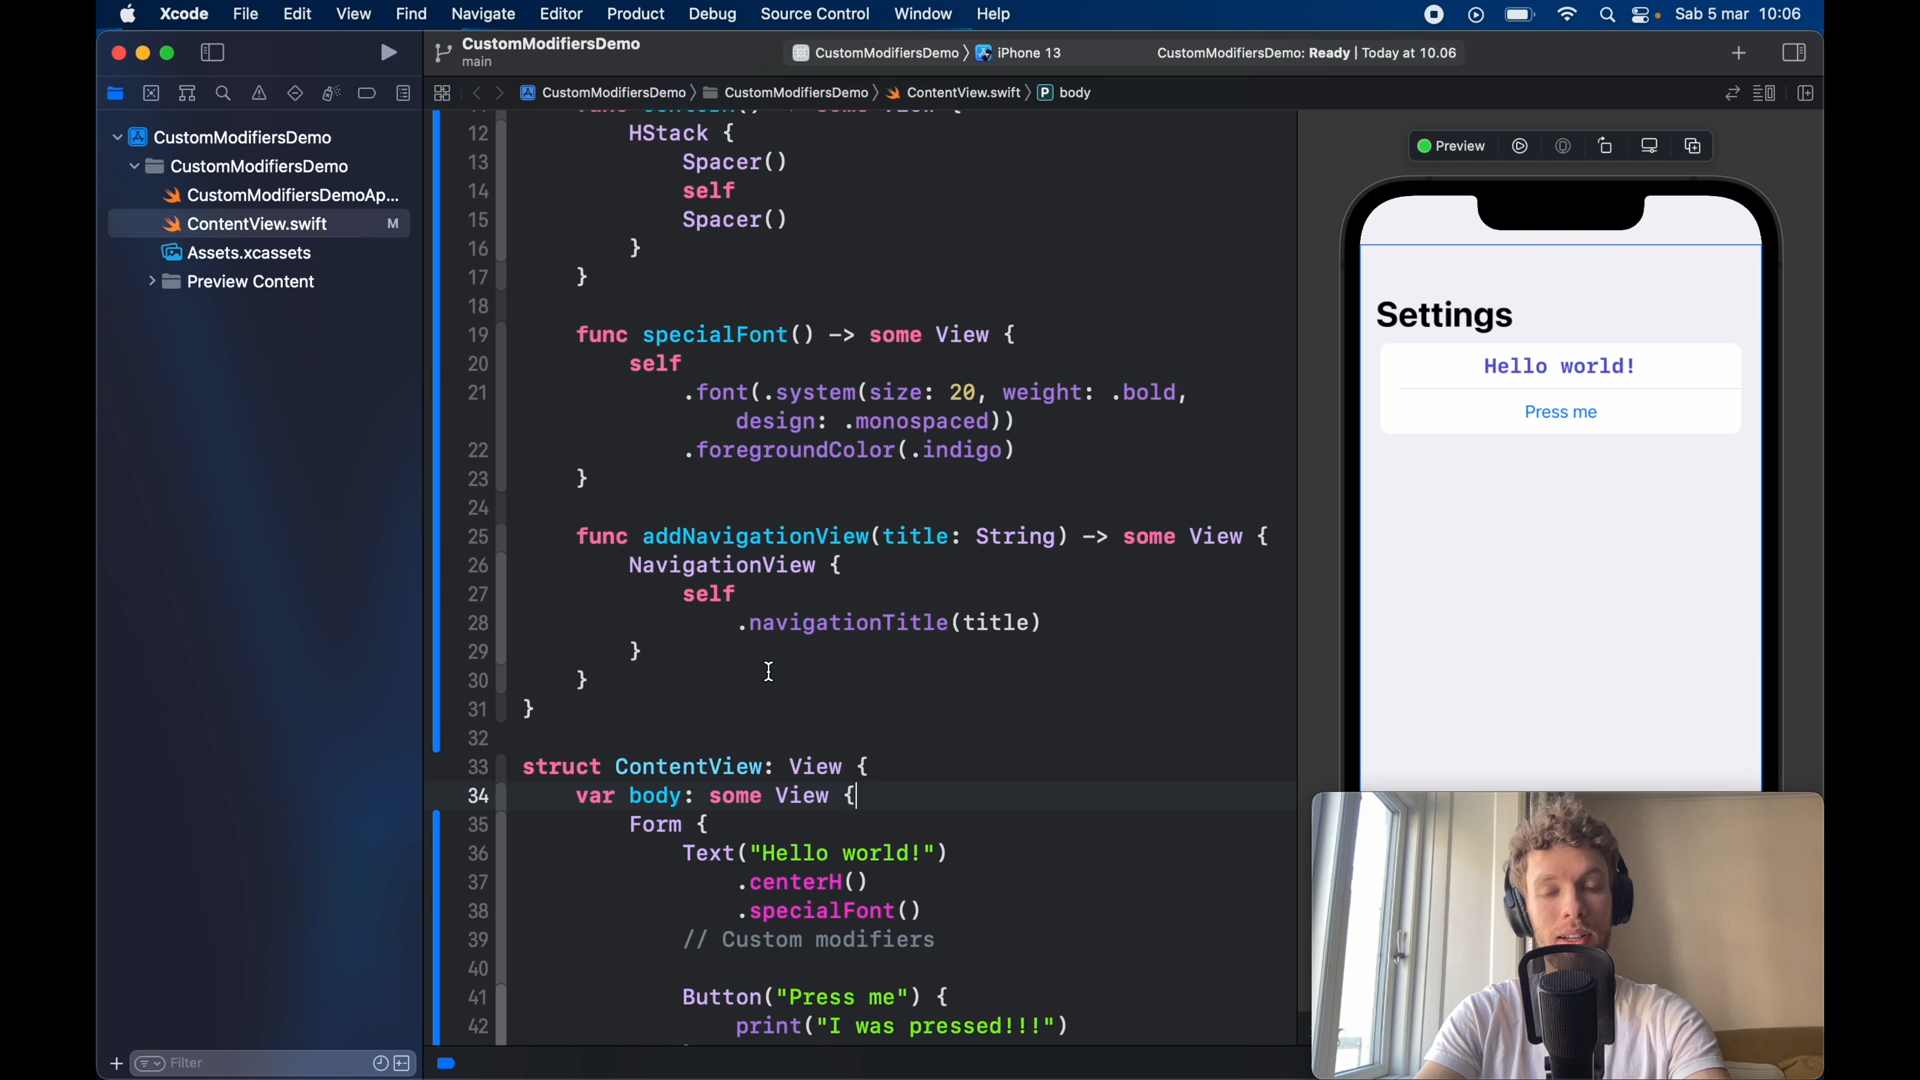 Xcode File Edit View Find Navigate Editor Product Debug Source Control Window Help Sab 5 mar 10:06
CustomModifiersDemo
main
CustomModifiersDemo 〉 iPhone 13
CustomModifiersDemo: Ready | Today at 10.06
CustomModifiersDemo 〉 CustomModifiersDemo 〉 ContentView.swift 〉 P body
CustomModifiersDemo
CustomModifiersDemo
CustomModifiersDemoAp...
ContentView.swift M
Assets.xcassets
Preview Content
Filter
12 HStack {
13 Spacer()
14 self
15 Spacer()
16 }
17 }
18
19 func specialFont() -> some View {
20 self
21 .font(.system(size: 20, weight: .bold,
design: .monospaced))
22 .foregroundColor(.indigo)
23 }
24
25 func addNavigationView(title: String) -> some View {
26 NavigationView {
27 self
28 .navigationTitle(title)
29 }
30 }
31 }
32
33 struct ContentView: View {
34 var body: some View {
35 Form {
36 Text("Hello world!")
37 .centerH()
38 .specialFont()
39 // Custom modifiers
40
41 Button("Press me") {
42 print("I was pressed!!!")
Preview
Settings
Hello world!
Press me